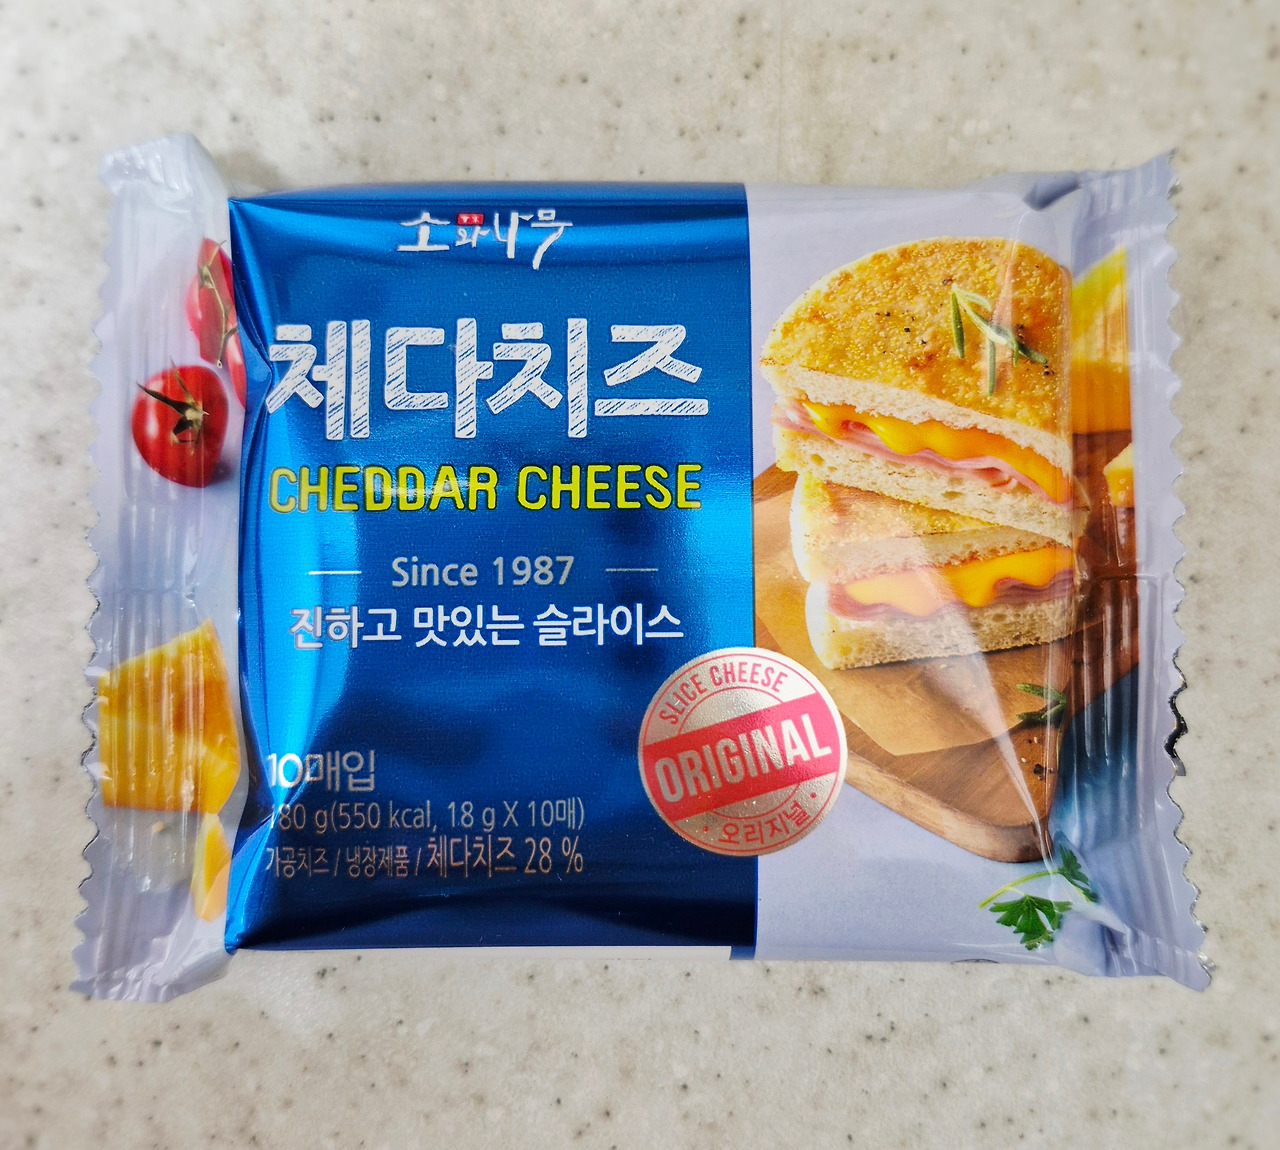 소와나무
체다치즈
CHEDDAR CHEESE
Since 1987
진하고 맛있는 슬라이스
SLICE CHEESE
ORIGINAL
오리지널
10매입
180 g(550 kcal, 18 g X 10매)
가공치즈 / 냉장제품 / 체다치즈 28 %